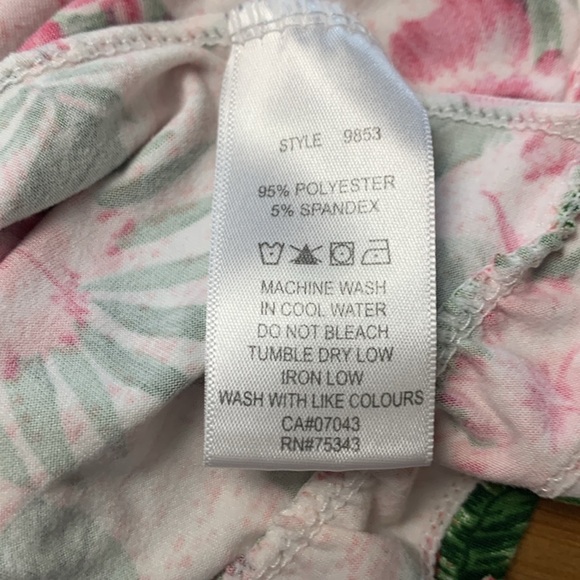 STYLE 9853
95% POLYESTER
5% SPANDEX
MACHINE WASH
IN COOL WATER
DO NOT BLEACH
TUMBLE DRY LOW
IRON LOW
WASH WITH LIKE COLOURS
CA#07043
RN#75343